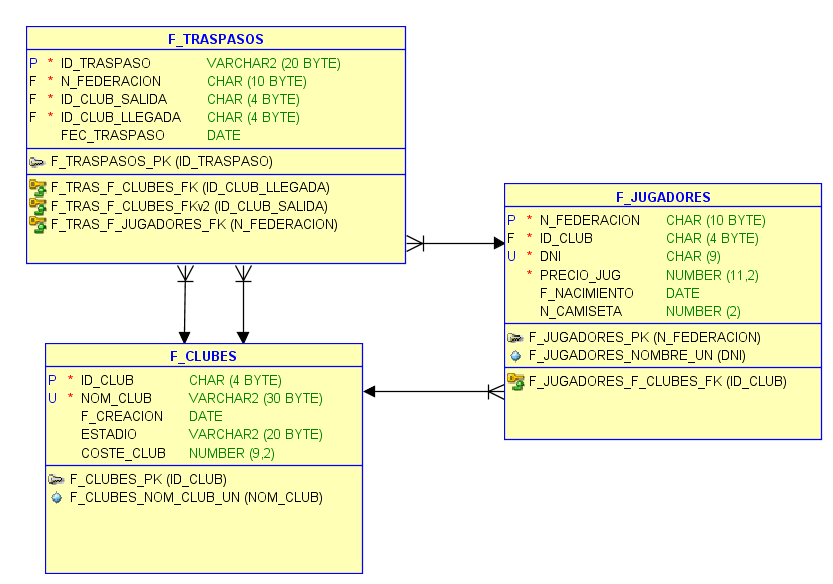 F_TRASPASOS
P * ID_TRASPASO VARCHAR2 (20 BYTE)
F * N_FEDERACION CHAR (10 BYTE)
F * ID_CLUB_SALIDA CHAR (4 BYTE)
F * ID_CLUB_LLEGADA CHAR (4 BYTE)
FEC_TRASPASO DATE
F_TRASPASOS_PK (ID_TRASPASO)
F_TRAS_F_CLUBES_FK (ID_CLUB_LLEGADA)
F_TRAS_F_CLUBES_FKv2 (ID_CLUB_SALIDA)
F_TRAS_F_JUGADORES_FK (N_FEDERACION)
F_JUGADORES
P * N_FEDERACION CHAR (10 BYTE)
F * ID_CLUB CHAR (4 BYTE)
U * DNI CHAR (9)
* PRECIO_JUG NUMBER (11,2)
F_NACIMIENTO DATE
N_CAMISETA NUMBER (2)
F_JUGADORES_PK (N_FEDERACION)
F_JUGADORES_NOMBRE_UN (DNI)
F_JUGADORES_F_CLUBES_FK (ID_CLUB)
F_CLUBES
P * ID_CLUB CHAR (4 BYTE)
U * NOM_CLUB VARCHAR2 (30 BYTE)
F_CREACION DATE
ESTADIO VARCHAR2 (20 BYTE)
COSTE_CLUB NUMBER (9,2)
F_CLUBES_PK (ID_CLUB)
F_CLUBES_NOM_CLUB_UN (NOM_CLUB)